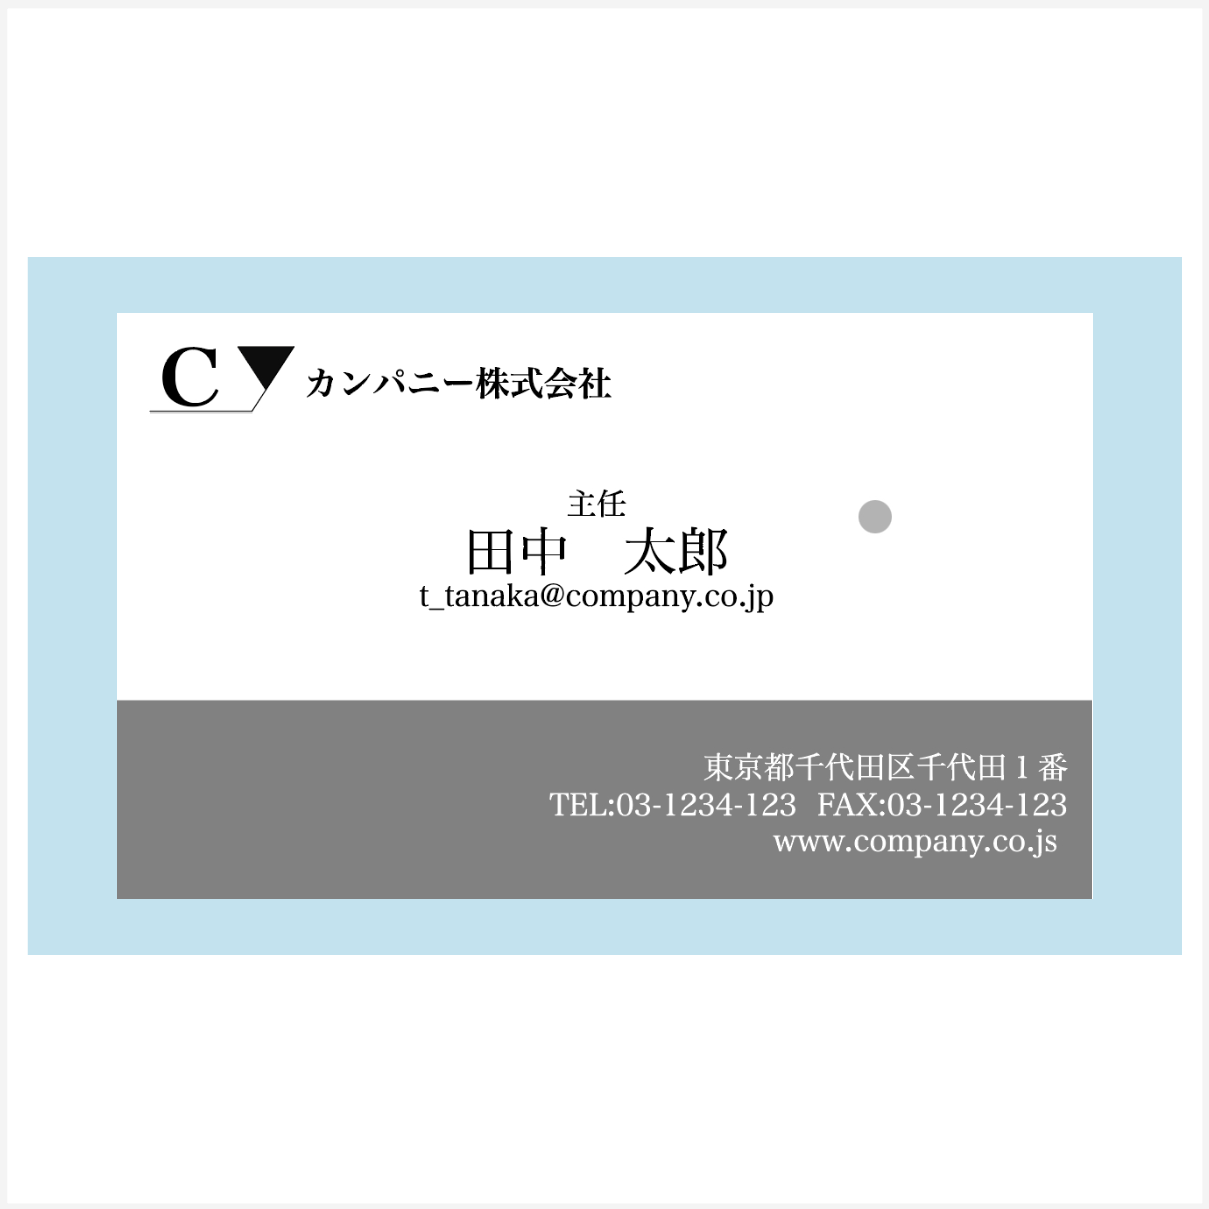 C カンパニー株式会社
主任
田中　太郎
t_tanaka@company.co.jp
東京都千代田区千代田１番
TEL:03-1234-123  FAX:03-1234-123
www.company.co.js